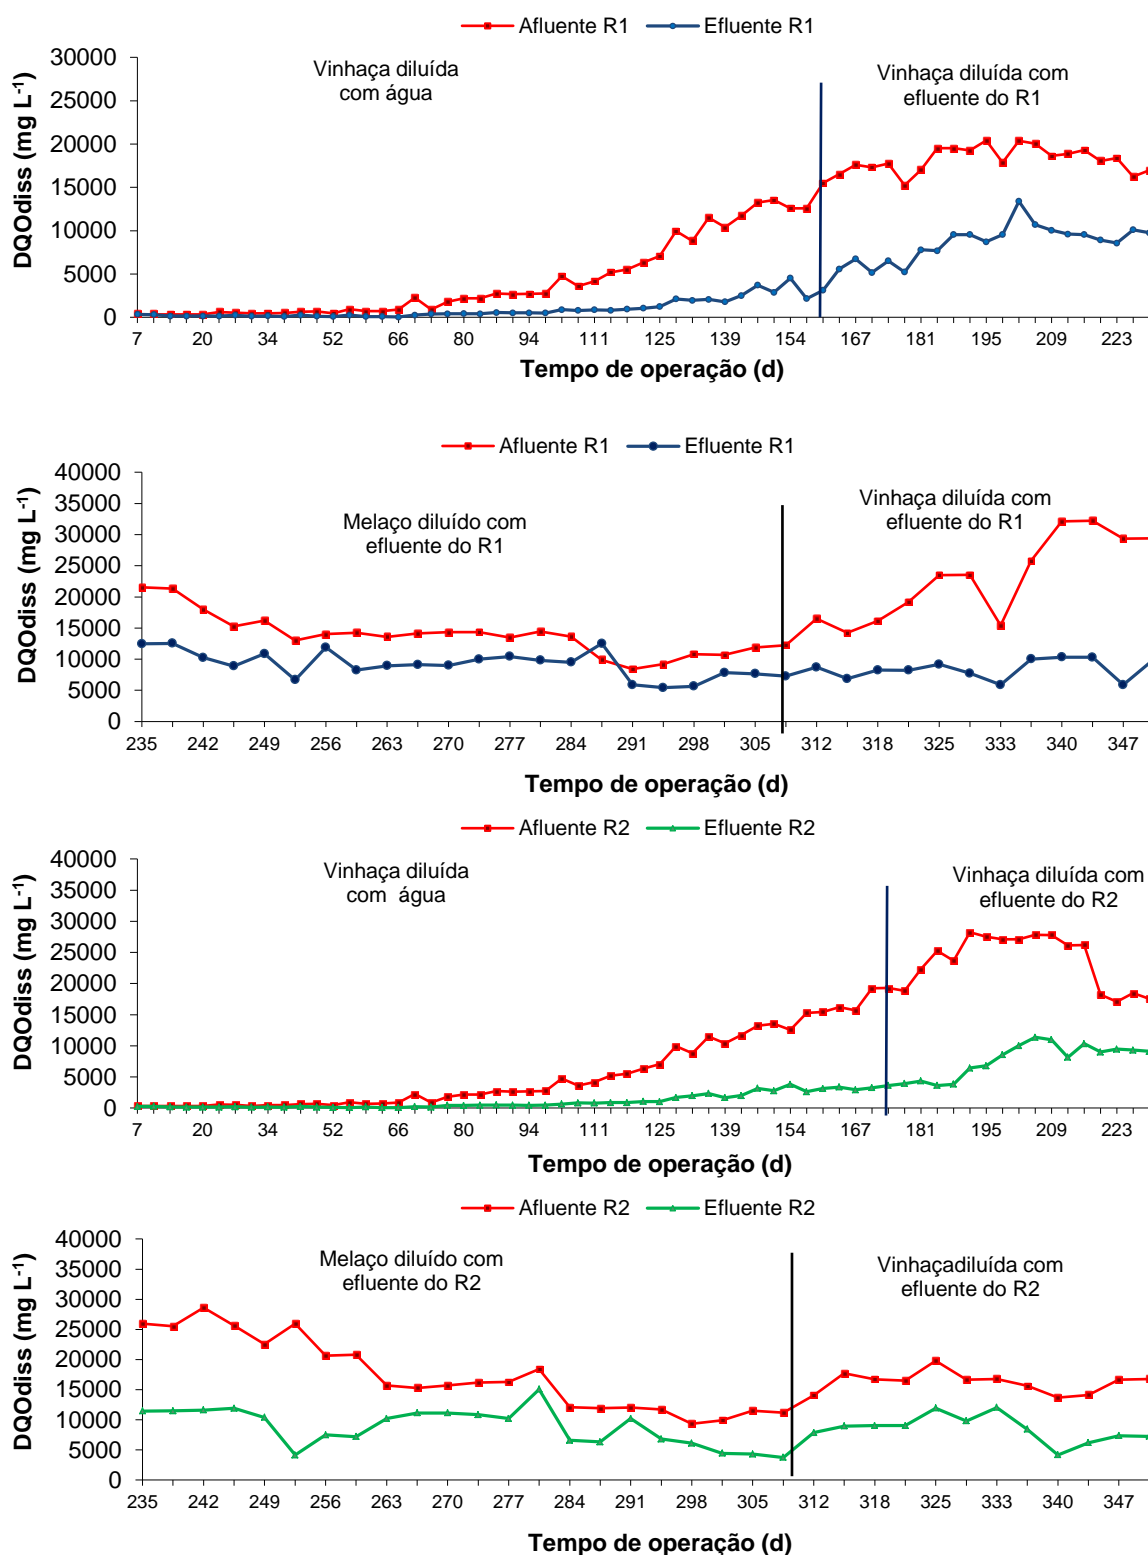 Afluente R1 Efluente R1
30000
25000
20000
15000
10000
5000
0
DQOdiss (mg L-1)
Vinhaça diluída
com água
Vinhaça diluída com
efluente do R1
7 20 34 52 66 80 94 111 125 139 154 167 181 195 209 223
Tempo de operação (d)
Afluente R1 Efluente R1
40000
35000
30000
25000
20000
15000
10000
5000
0
DQOdiss (mg L-1)
Melaço diluído com
efluente do R1
Vinhaça diluída com
efluente do R1
235 242 249 256 263 270 277 284 291 298 305 312 318 325 333 340 347
Tempo de operação (d)
Afluente R2 Efluente R2
40000
35000
30000
25000
20000
15000
10000
5000
0
DQOdiss (mg L-1)
Vinhaça diluída
com água
Vinhaça diluída com
efluente do R2
7 20 34 52 66 80 94 111 125 139 154 167 181 195 209 223
Tempo de operação (d)
Afluente R2 Efluente R2
40000
35000
30000
25000
20000
15000
10000
5000
0
DQOdiss (mg L-1)
Melaço diluído com
efluente do R2
Vinhaçadiluída com
efluente do R2
235 242 249 256 263 270 277 284 291 298 305 312 318 325 333 340 347
Tempo de operação (d)